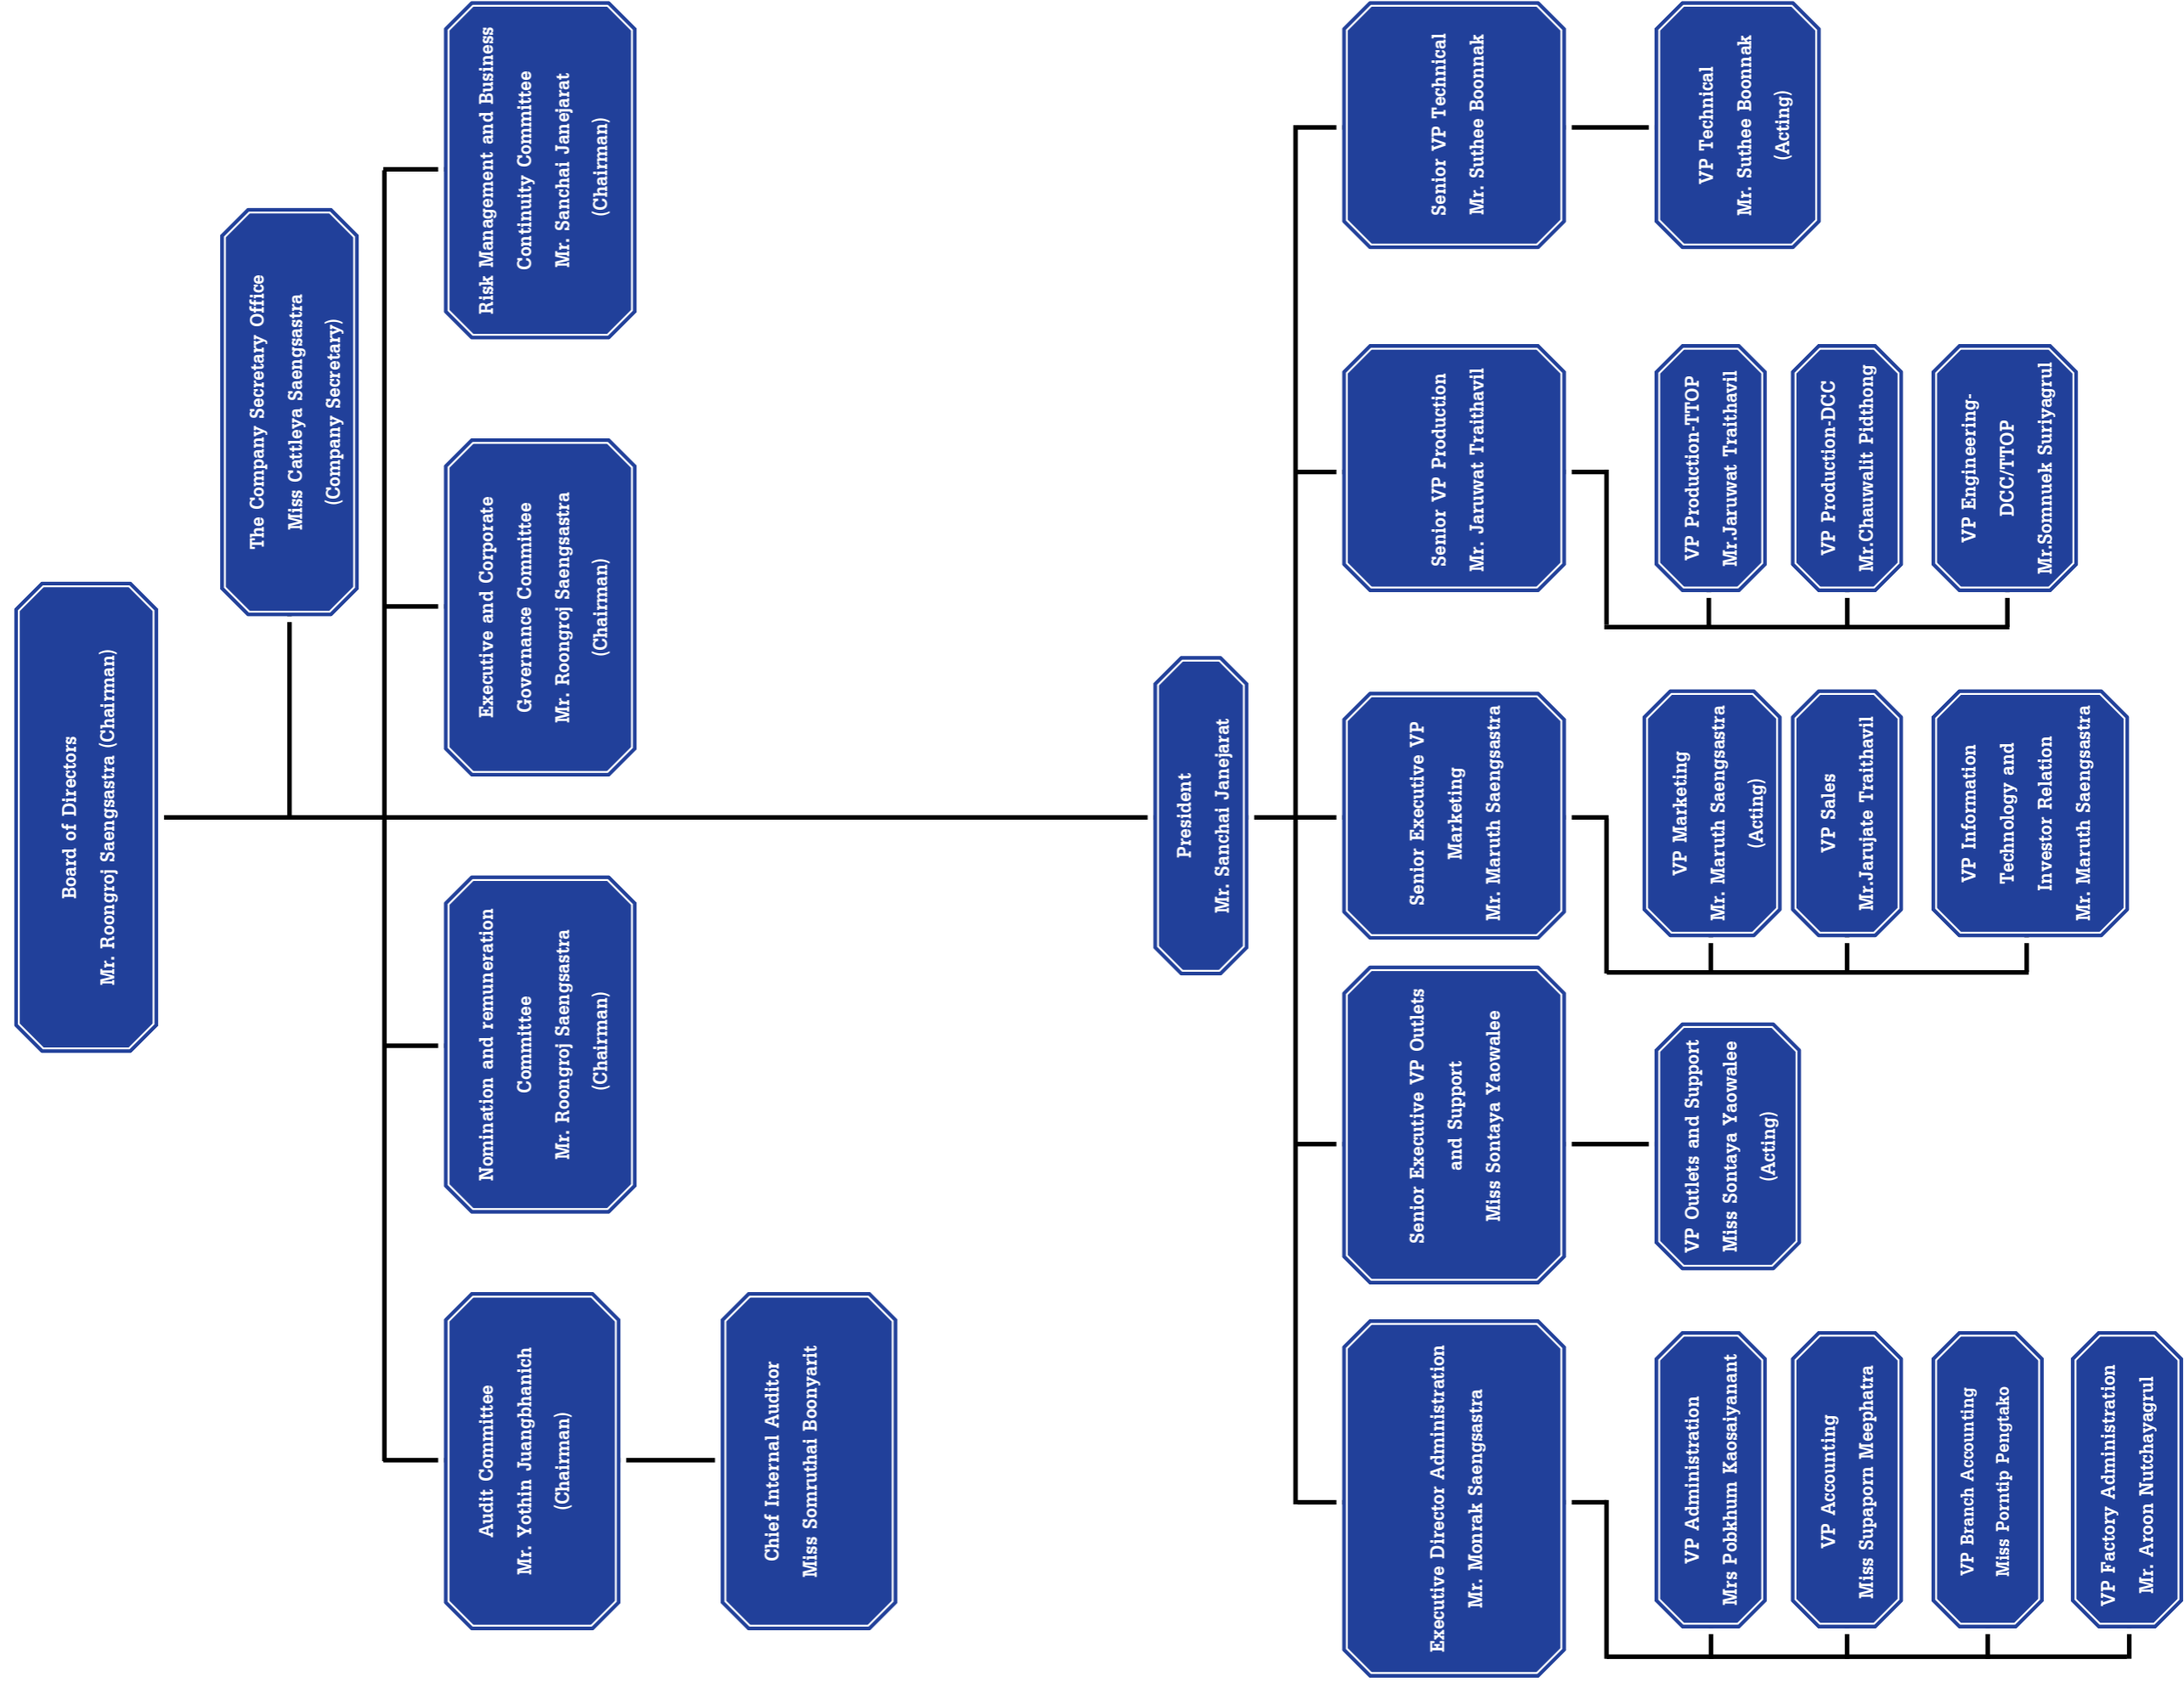 Board of Directors
Mr. Roongroj Saengsastra (Chairman)
The Company Secretary Office
Miss Cattleya Saengsastra
(Company Secretary)
Audit Committee
Mr. Yothin Juangbhanich
(Chairman)
Nomination and remuneration
Committee
Mr. Roongroj Saengsastra
(Chairman)
Executive and Corporate
Governance Committee
Mr. Roongroj Saengsastra
(Chairman)
Risk Management and Business
Continuity Committee
Mr. Sanchai Janejarat
(Chairman)
Chief Internal Auditor
Miss Somruthai Boonyarit
President
Mr. Sanchai Janejarat
Executive Director Administration
Mr. Monrak Saengsastra
Senior Executive VP Outlets
and Support
Miss Sontaya Yaowalee
Senior Executive VP
Marketing
Mr. Maruth Saengsastra
Senior VP Production
Mr. Jaruwat Traithavil
Senior VP Technical
Mr. Suthee Boonnak
VP Administration
Mrs Pobkhum Kaosaiyanant
VP Accounting
Miss Supaporn Meephatra
VP Branch Accounting
Miss Porntip Pengtako
VP Factory Administration
Mr. Aroon Nutchayagrul
VP Outlets and Support
Miss Sontaya Yaowalee
(Acting)
VP Marketing
Mr. Maruth Saengsastra
(Acting)
VP Sales
Mr.Jarujate Traithavil
VP Information
Technology and
Investor Relation
Mr. Maruth Saengsastra
VP Production-TTOP
Mr.Jaruwat Traithavil
VP Production-DCC
Mr.Chauwalit Pidthong
VP Engineering-
DCC/TTOP
Mr.Somnuek Suriyagrul
VP Technical
Mr. Suthee Boonnak
(Acting)